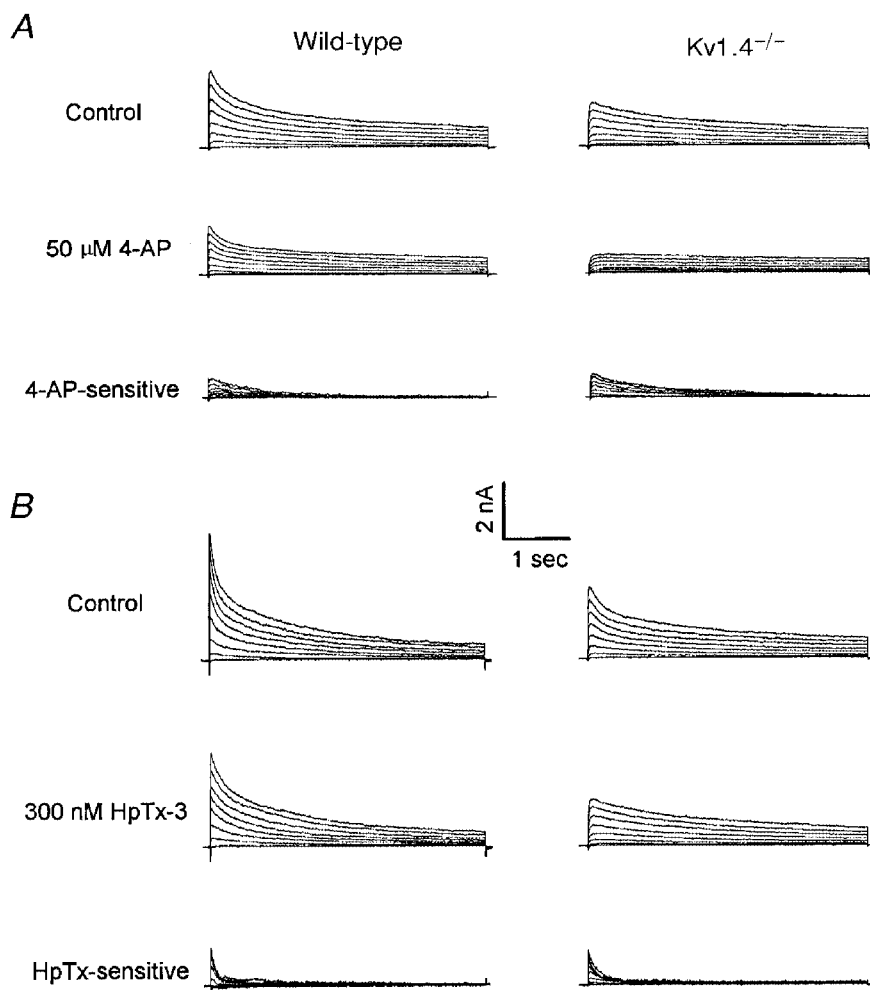 A
Wild-type
Kv1.4−/−
Control
50 μM 4-AP
4-AP-sensitive
B
2 nA
1 sec
Control
300 nM HpTx-3
HpTx-sensitive